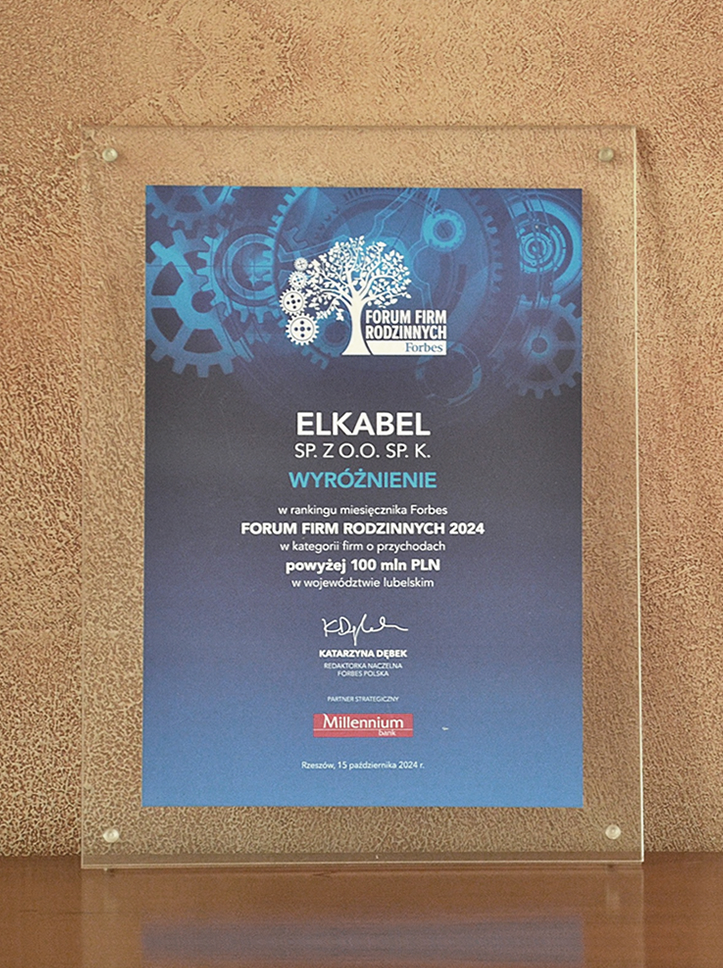 FORUM FIRM
RODZINNYCH
Forbes
ELKABEL
SP. Z O.O. SP. K.
WYRÓŻNIENIE
w rankingu miesięcznika Forbes
FORUM FIRM RODZINNYCH 2024
w kategorii firm o przychodach
powyżej 100 mln PLN
w województwie lubelskim
KATARZYNA DĘBEK
REDAKTORKA NACZELNA
FORBES POLSKA
PARTNER STRATEGICZNY
Millennium
bank
Rzeszów, 15 października 2024 r.